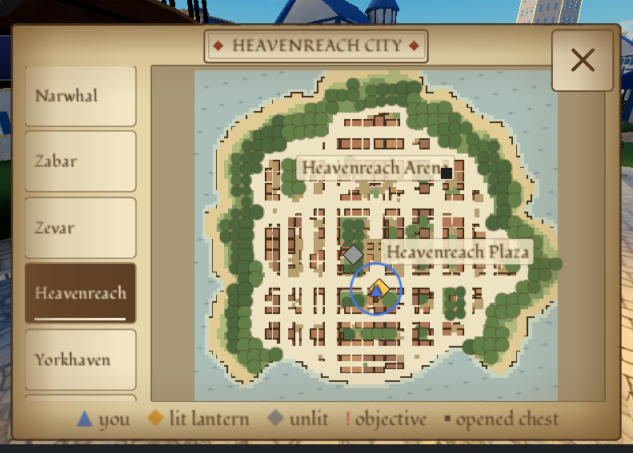 HEAVENREACH CITY
Narwhal
Zabar
Zevar
Heavenreach
Yorkhaven
Heavenreach Aren
Heavenreach Plaza
you lit lantern unlit ! objective opened chest